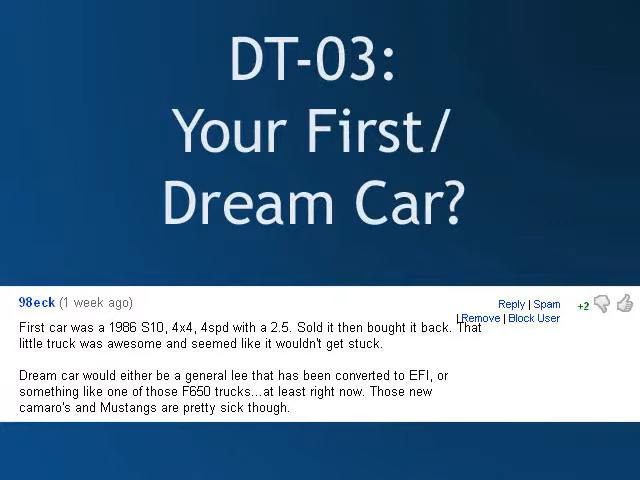 DT-03:
Your First/
Dream Car?
98eck (1 week ago)
Reply | Spam
+2
|Remove | Block User
First car was a 1986 S10, 4x4, 4spd with a 2.5. Sold it then bought it back. That
little truck was awesome and seemed like it wouldn't get stuck.
Dream car would either be a general lee that has been converted to EFI, or
something like one of those F650 trucks...at least right now. Those new
camaro's and Mustangs are pretty sick though.